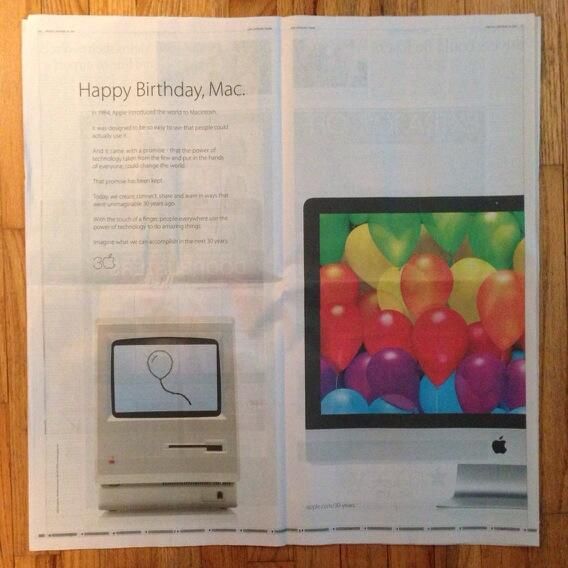 Happy Birthday, Mac.
In 1984, Apple introduced the world to Macintosh.
It was designed to be so easy to use that people could
actually use it.
And it came with a promise - that the power of
technology taken from the few and put in the hands
of everyone, could change the world.
That promise has been kept.
Today, we create, connect, share and learn in ways that
were unimaginable 30 years ago.
With the touch of a finger, people everywhere use the
power of technology to do amazing things.
Imagine what we can accomplish in the next 30 years.
30
apple.com/30-years